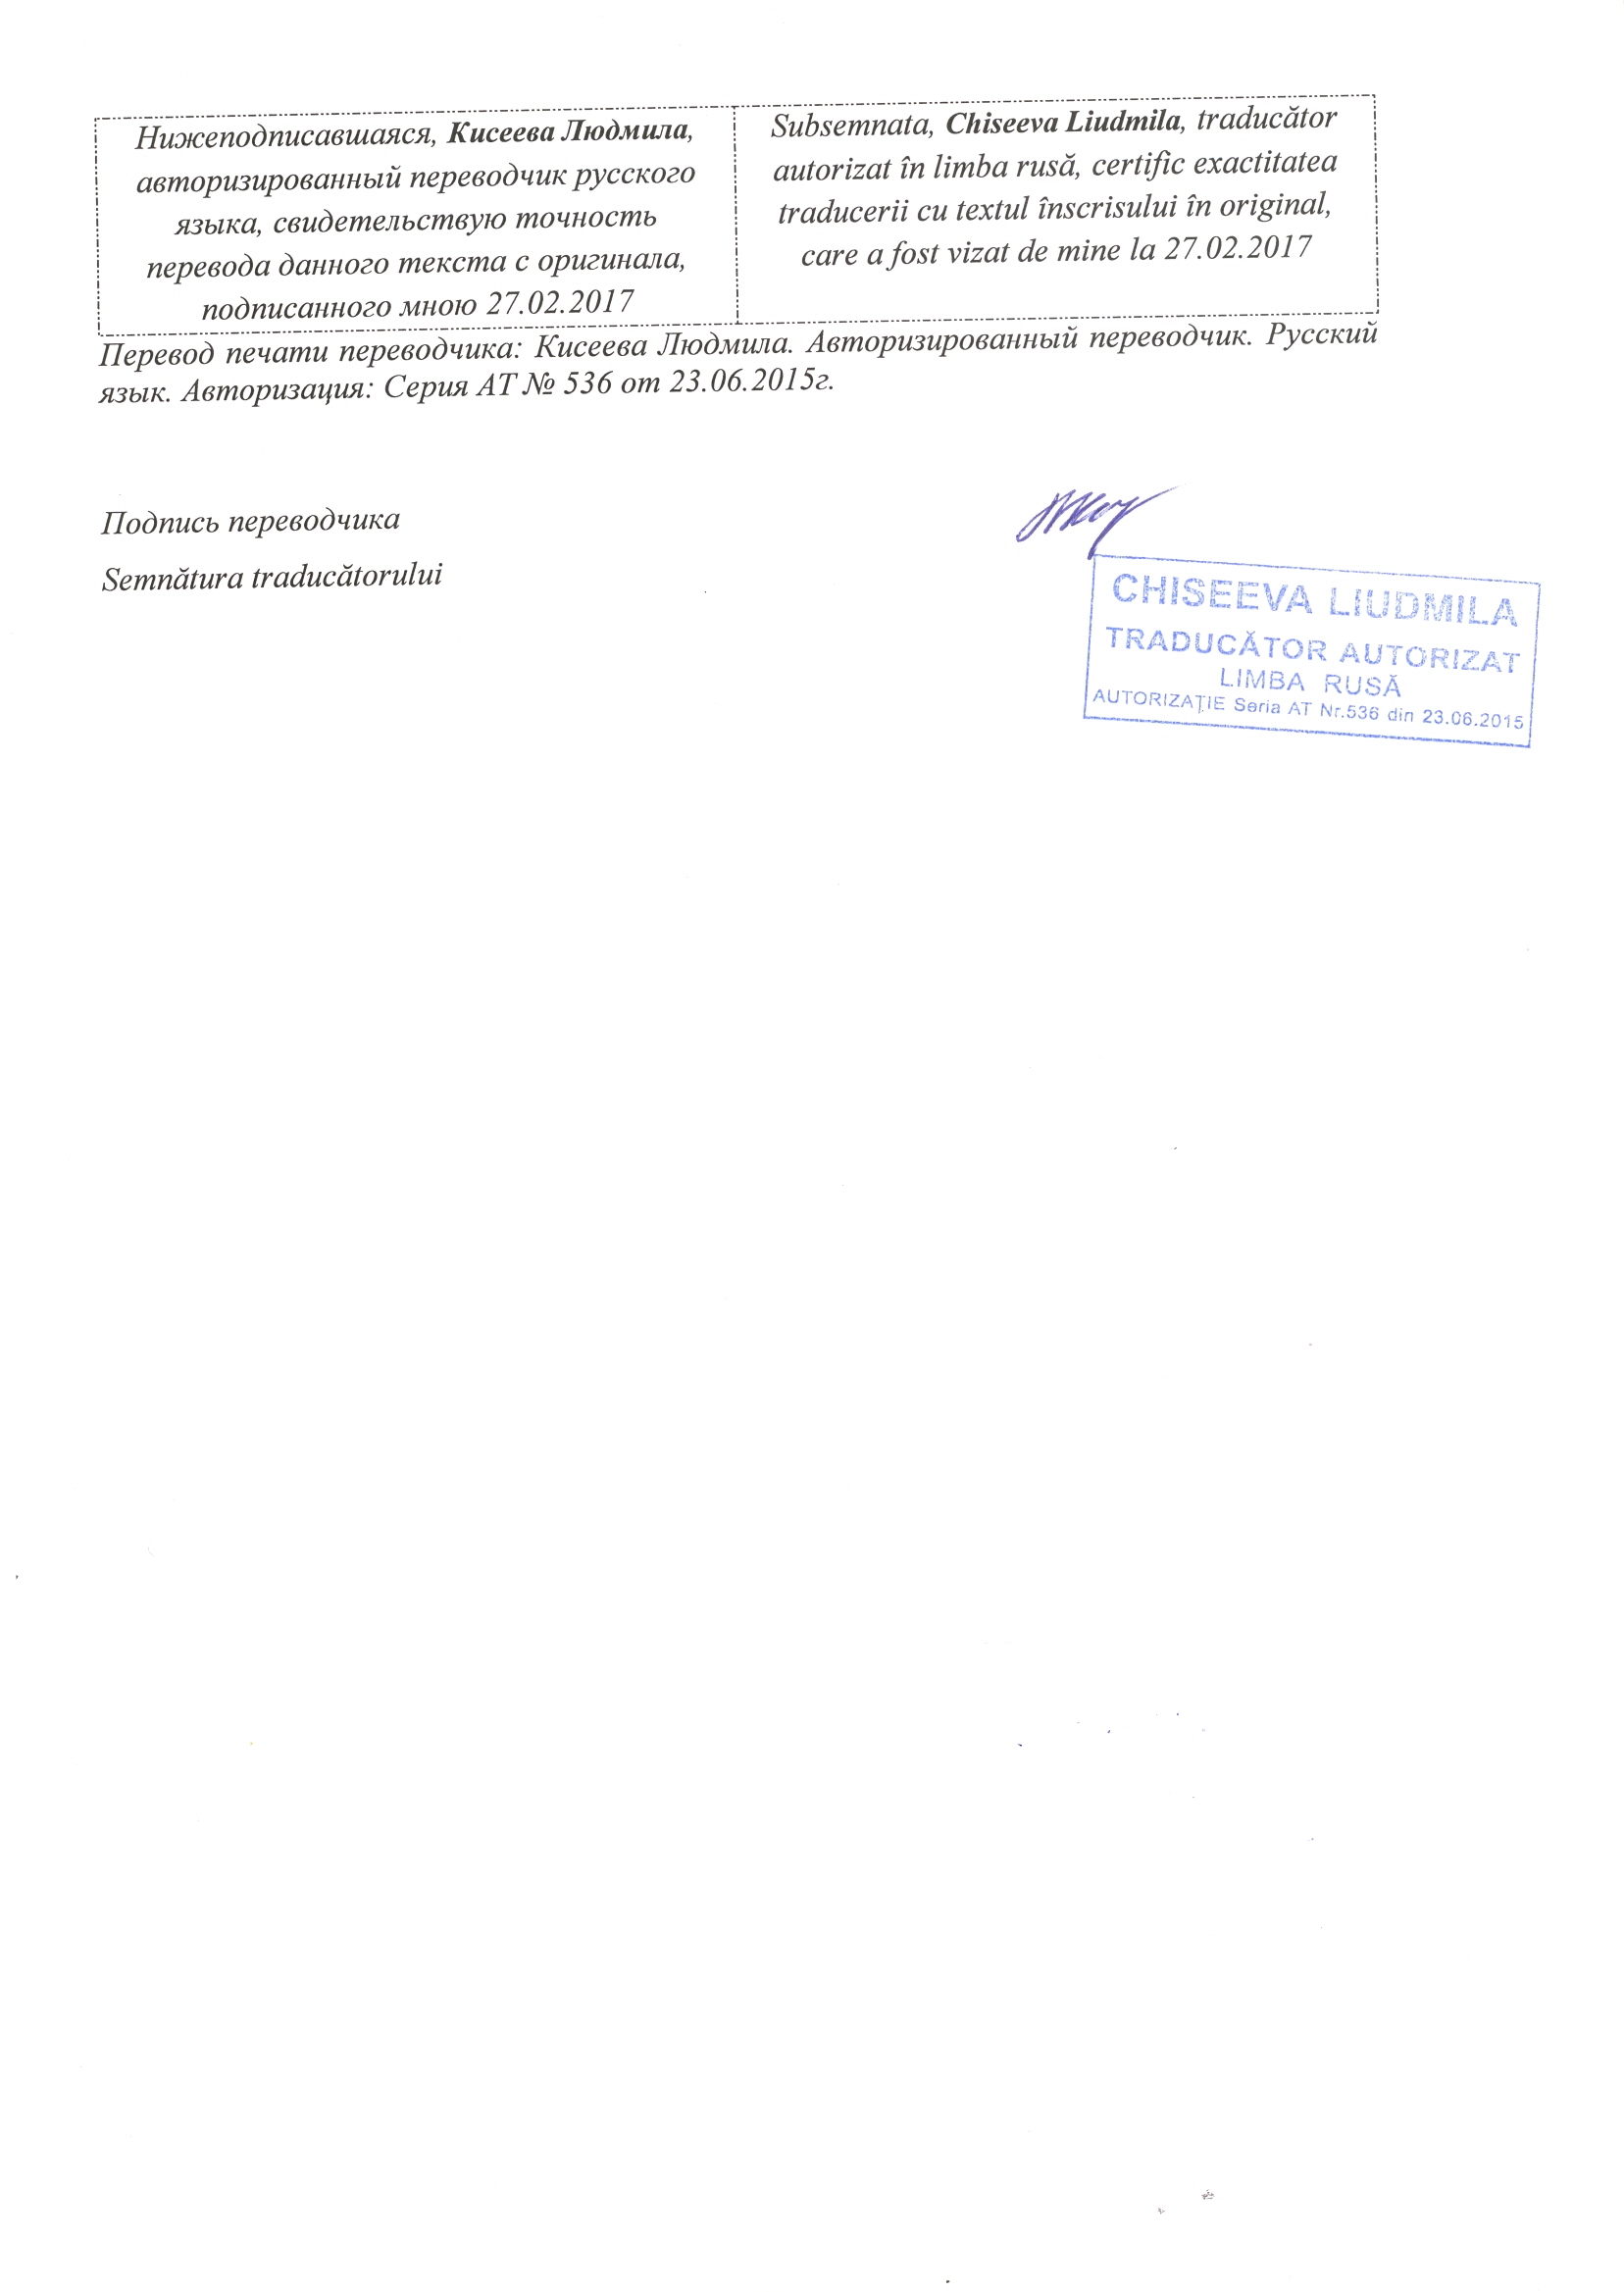 Нижеподписавшаяся, Кисеева Людмила,
авторизированный переводчик русского
языка, свидетельствую точность
перевода данного текста с оригинала,
подписанного мною 27.02.2017
Subsemnata, Chiseeva Liudmila, traducător
autorizat în limba rusă, certific exactitatea
traducerii cu textul înscrisului în original,
care a fost vizat de mine la 27.02.2017
Перевод печати переводчика: Кисеева Людмила. Авторизированный переводчик. Русский
язык. Авторизация: Серия АТ № 536 от 23.06.2015г.
Подпись переводчика
Semnătura traducătorului
CHISEEVA LIUDMILA
TRADUCĂTOR AUTORIZAT
LIMBA RUSĂ
AUTORIZAŢIE Seria AT Nr.536 din 23.06.2015